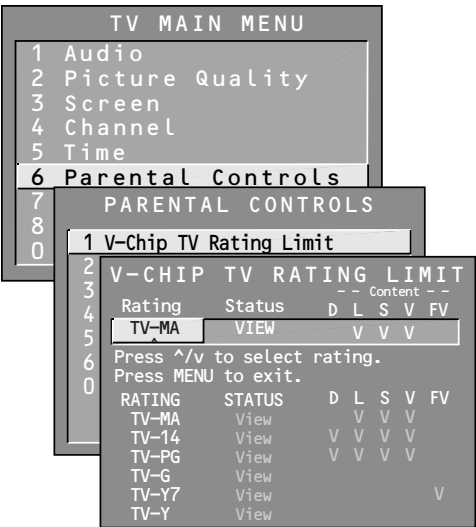 TV MAIN MENU
1 Audio
2 Picture Quality
3 Screen
4 Channel
5 Time
6 Parental Controls
7
8
0
PARENTAL CONTROLS
1 V-Chip TV Rating Limit
2
3
4
5
6
0
V-CHIP TV RATING LIMIT
-- Content --
Rating Status D L S V FV
TV-MA VIEW V V V
Press ^/v to select rating.
Press MENU to exit.
RATING STATUS D L S V FV
TV-MA View V V V
TV-14 View V V V V
TV-PG View V V V V
TV-G View
TV-Y7 View V
TV-Y View